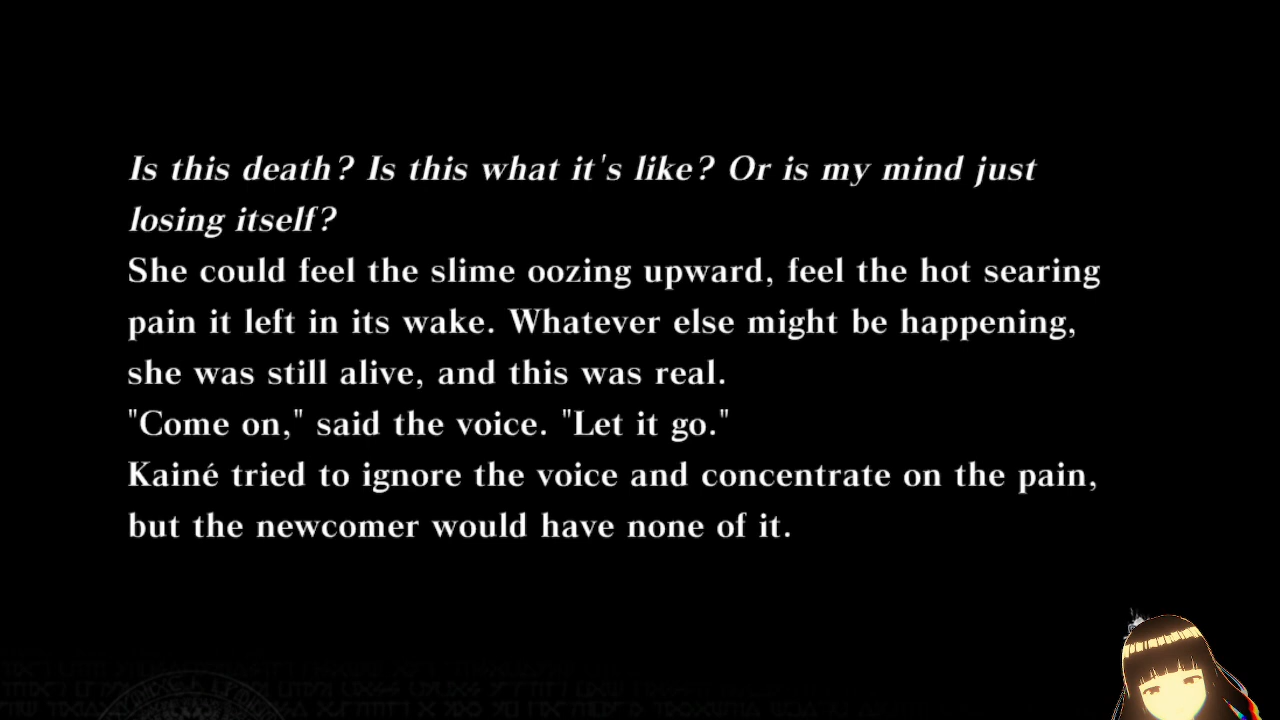 Is this death? Is this what it's like? Or is my mind just
losing itself?
She could feel the slime oozing upward, feel the hot searing
pain it left in its wake. Whatever else might be happening,
she was still alive, and this was real.
"Come on," said the voice. "Let it go."
Kainé tried to ignore the voice and concentrate on the pain,
but the newcomer would have none of it.